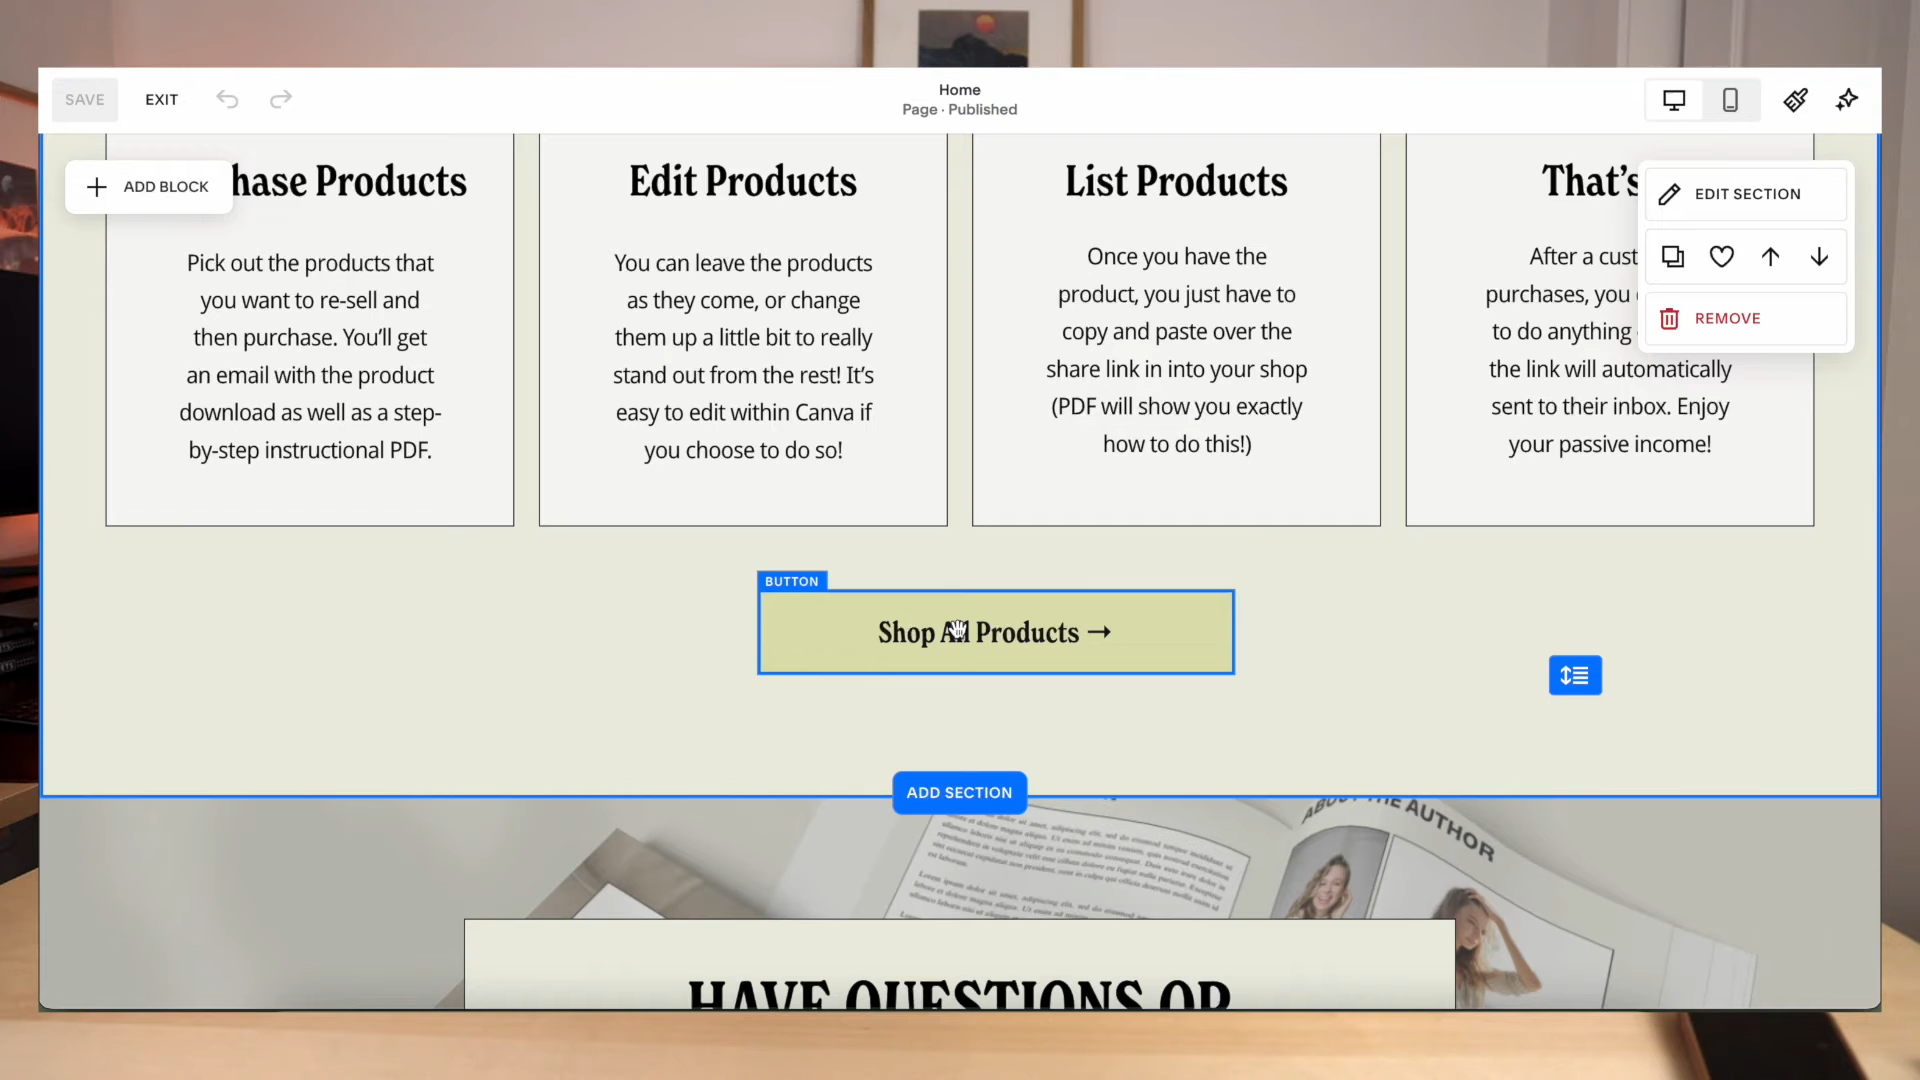 SAVE
EXIT
Home
Page · Published
ADD BLOCK
hase Products
Pick out the products that
you want to re-sell and
then purchase. You'll get
an email with the product
download as well as a step-
by-step instructional PDF.
Edit Products
You can leave the products
as they come, or change
them up a little bit to really
stand out from the rest! It's
easy to edit within Canva if
you choose to do so!
List Products
Once you have the
product, you just have to
copy and paste over the
share link in into your shop
(PDF will show you exactly
how to do this!)
That's
After a cust
purchases, you
to do anything
the link will automatically
sent to their inbox. Enjoy
your passive income!
EDIT SECTION
REMOVE
BUTTON
Shop All Products →
ADD SECTION
ABOUT THE AUTHOR
HAVE QUESTIONS OR